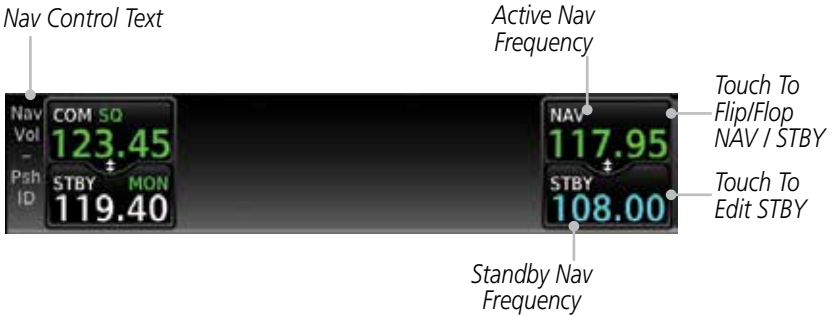 Nav Control Text
Active Nav
Frequency
Touch To
Flip/Flop
NAV / STBY
Nav
Vol
–
Psh
ID
COM SQ
123.45
STBY MON
119.40
NAV
117.95
STBY
108.00
Touch To
Edit STBY
Standby Nav
Frequency